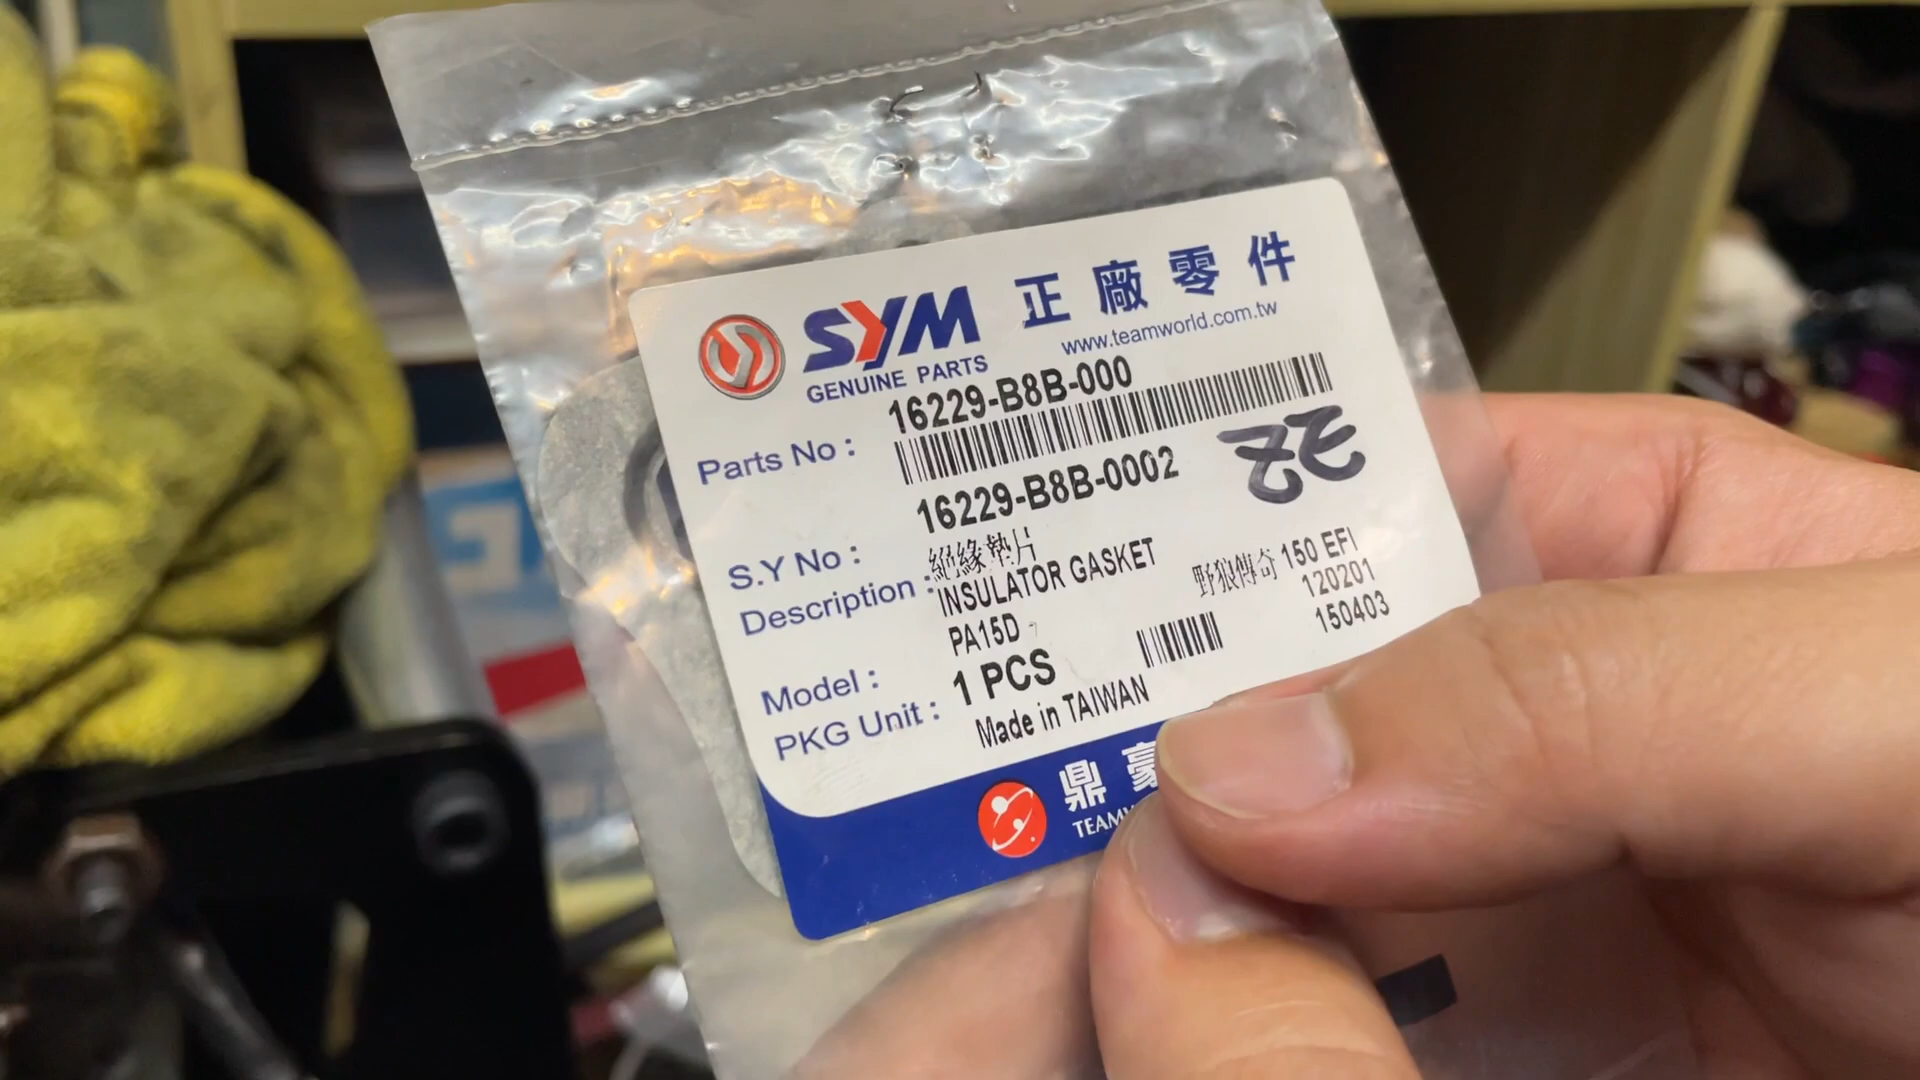 SYM 正廠零件
GENUINE PARTS www.teamworld.com.tw
Parts No : 16229-B8B-000
S.Y No : 16229-B8B-0002
Description : 絕緣墊片
INSULATOR GASKET 野狼傳奇 150 EFI
Model : PA15D 120201
PKG Unit : 1 PCS 150403
Made in TAIWAN
鼎豪